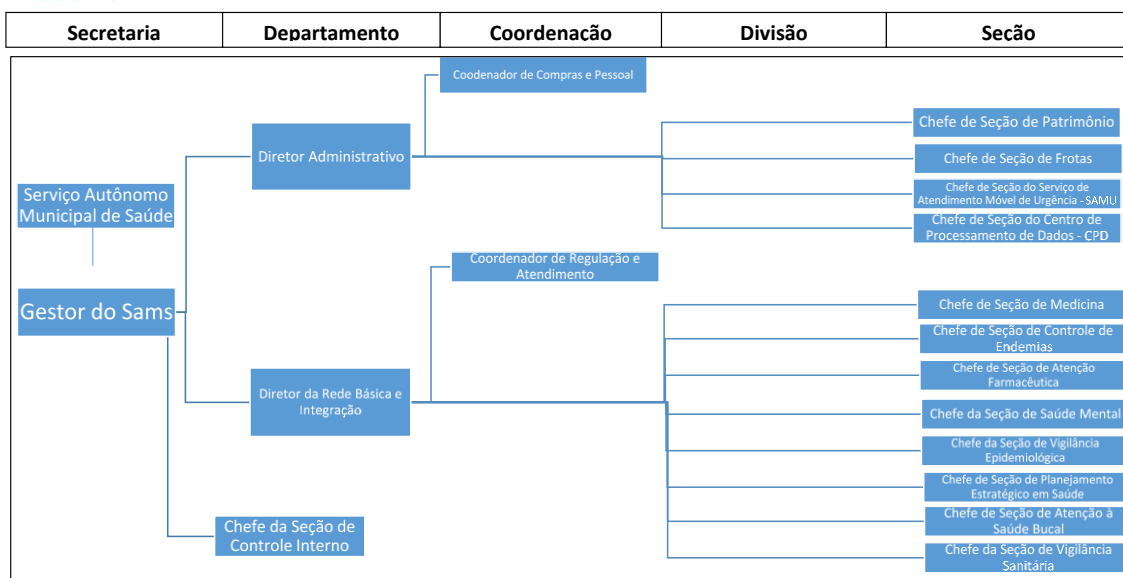 Secretaria
Departamento
Coordenação
Divisão
Seção
Coodenador de Compras e Pessoal
Chefe de Seção de Patrimônio
Diretor Administrativo
Chefe de Seção de Frotas
Serviço Autônomo
Municipal de Saúde
Chefe de Seção do Serviço de
Atendimento Móvel de Urgência - SAMU
Chefe de Seção do Centro de
Processamento de Dados - CPD
Coordenador de Regulação e
Atendimento
Gestor do Sams
Chefe de Seção de Medicina
Chefe de Seção de Controle de
Endemias
Chefe de Seção de Atenção
Farmacêutica
Diretor da Rede Básica e
Integração
Chefe da Seção de Saúde Mental
Chefe da Seção de Vigilância
Epidemiológica
Chefe de Seção de Planejamento
Estratégico em Saúde
Chefe de Seção de Atenção à
Saúde Bucal
Chefe da Seção de
Controle Interno
Chefe da Seção de Vigilância
Sanitária